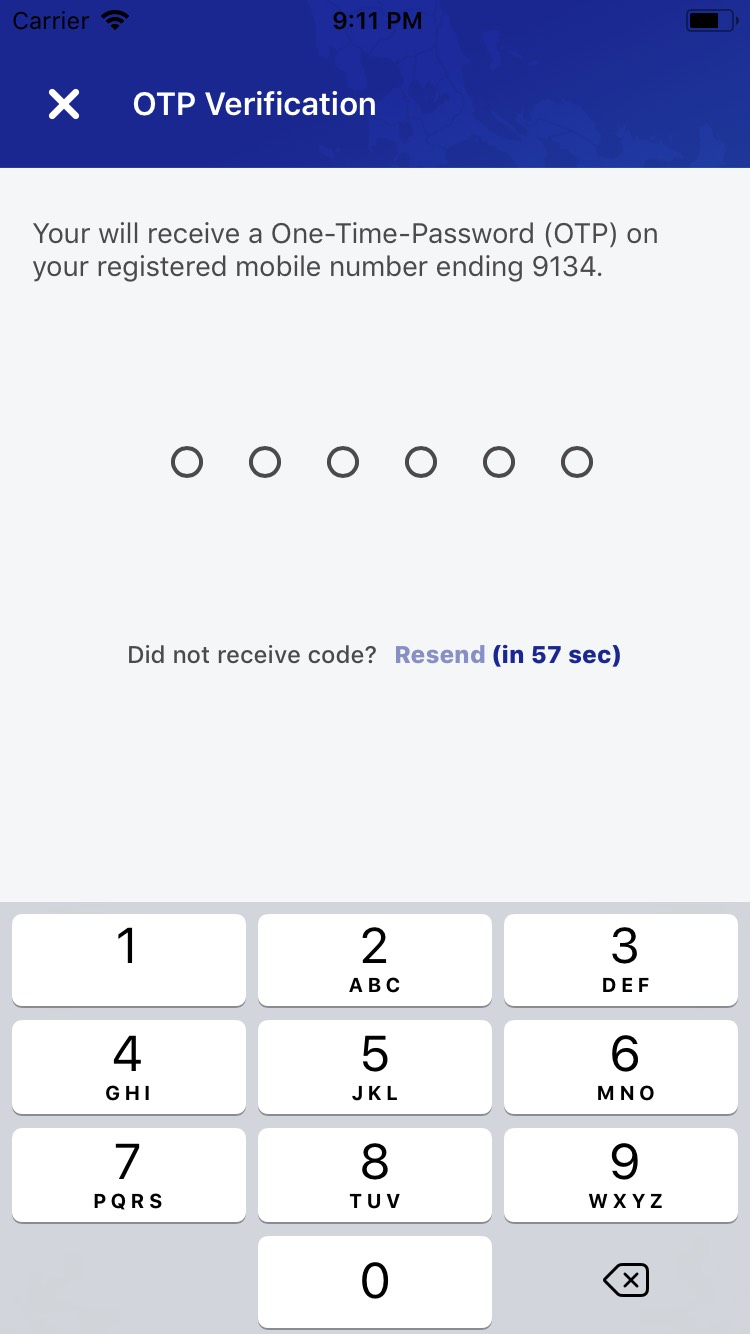 Carrier 9:11 PM
OTP Verification
Your will receive a One-Time-Password (OTP) on
your registered mobile number ending 9134.
Did not receive code? Resend (in 57 sec)
1 2 3
ABC DEF
4 5 6
GHI JKL MNO
7 8 9
PQRS TUV WXYZ
0